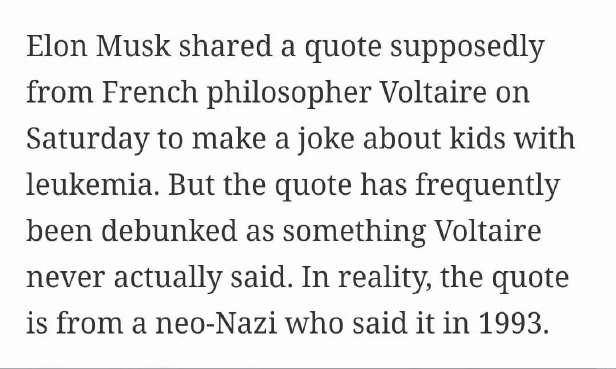 Elon Musk shared a quote supposedly
from French philosopher Voltaire on
Saturday to make a joke about kids with
leukemia. But the quote has frequently
been debunked as something Voltaire
never actually said. In reality, the quote
is from a neo-Nazi who said it in 1993.